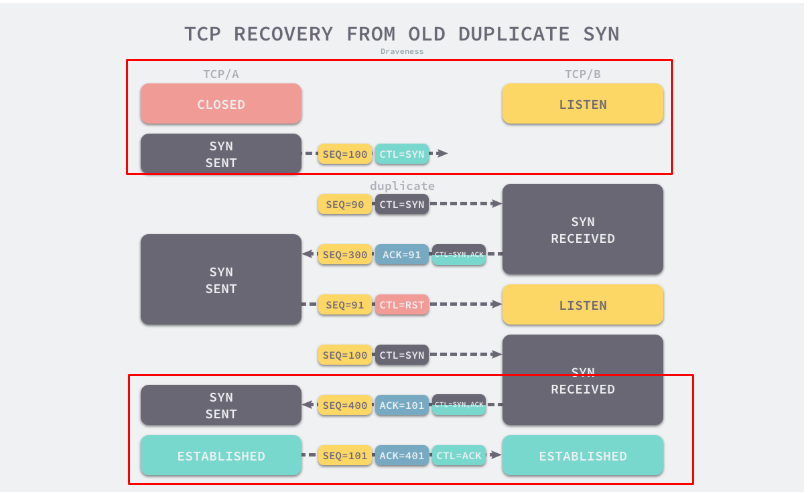 TCP RECOVERY FROM OLD DUPLICATE SYN
Draveness
TCP/A TCP/B
CLOSED LISTEN
SYN
SENT
SEQ=100 CTL=SYN
duplicate
SEQ=90 CTL=SYN
SYN
RECEIVED
SYN
SENT
SEQ=300 ACK=91 CTL=SYN,ACK
SEQ=91 CTL=RST
LISTEN
SEQ=100 CTL=SYN
SYN
RECEIVED
SYN
SENT
SEQ=400 ACK=101 CTL=SYN,ACK
ESTABLISHED SEQ=101 ACK=401 CTL=ACK ESTABLISHED